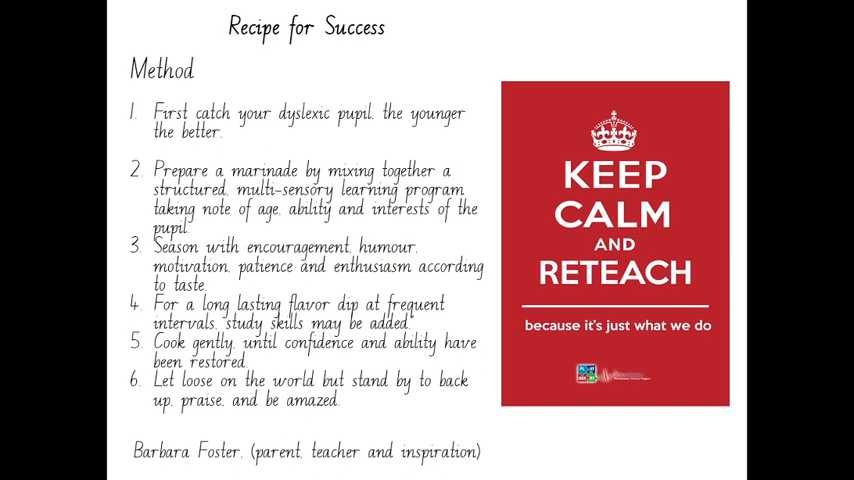 Recipe for Success
Method
1. First catch your dyslexic pupil, the younger
the better.
2. Prepare a marinade by mixing together a
structured, multi-sensory learning program
taking note of age, ability and interests of the
pupil.
3. Season with encouragement, humour,
motivation, patience and enthusiasm according
to taste.
4. For a long lasting flavor dip at frequent
intervals, study skills may be added.
5. Cook gently, until confidence and ability have
been restored.
6. Let loose on the world but stand by to back
up, praise, and be amazed.
Barbara Foster, (parent, teacher and inspiration)
KEEP
CALM
AND
RETEACH
because it's just what we do